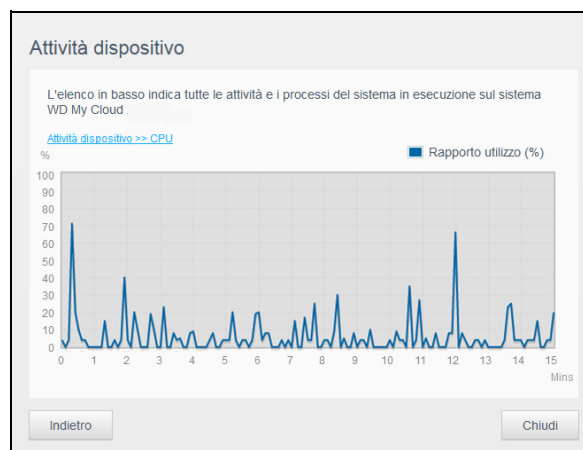 Attività dispositivo
L'elenco in basso indica tutte le attività e i processi del sistema in esecuzione sul sistema
WD My Cloud.
Attività dispositivo >> CPU
%
Rapporto utilizzo (%)
100
90
80
70
60
50
40
30
20
10
0
0 1 2 3 4 5 6 7 8 9 10 11 12 13 14 15
Mins
Indietro
Chiudi